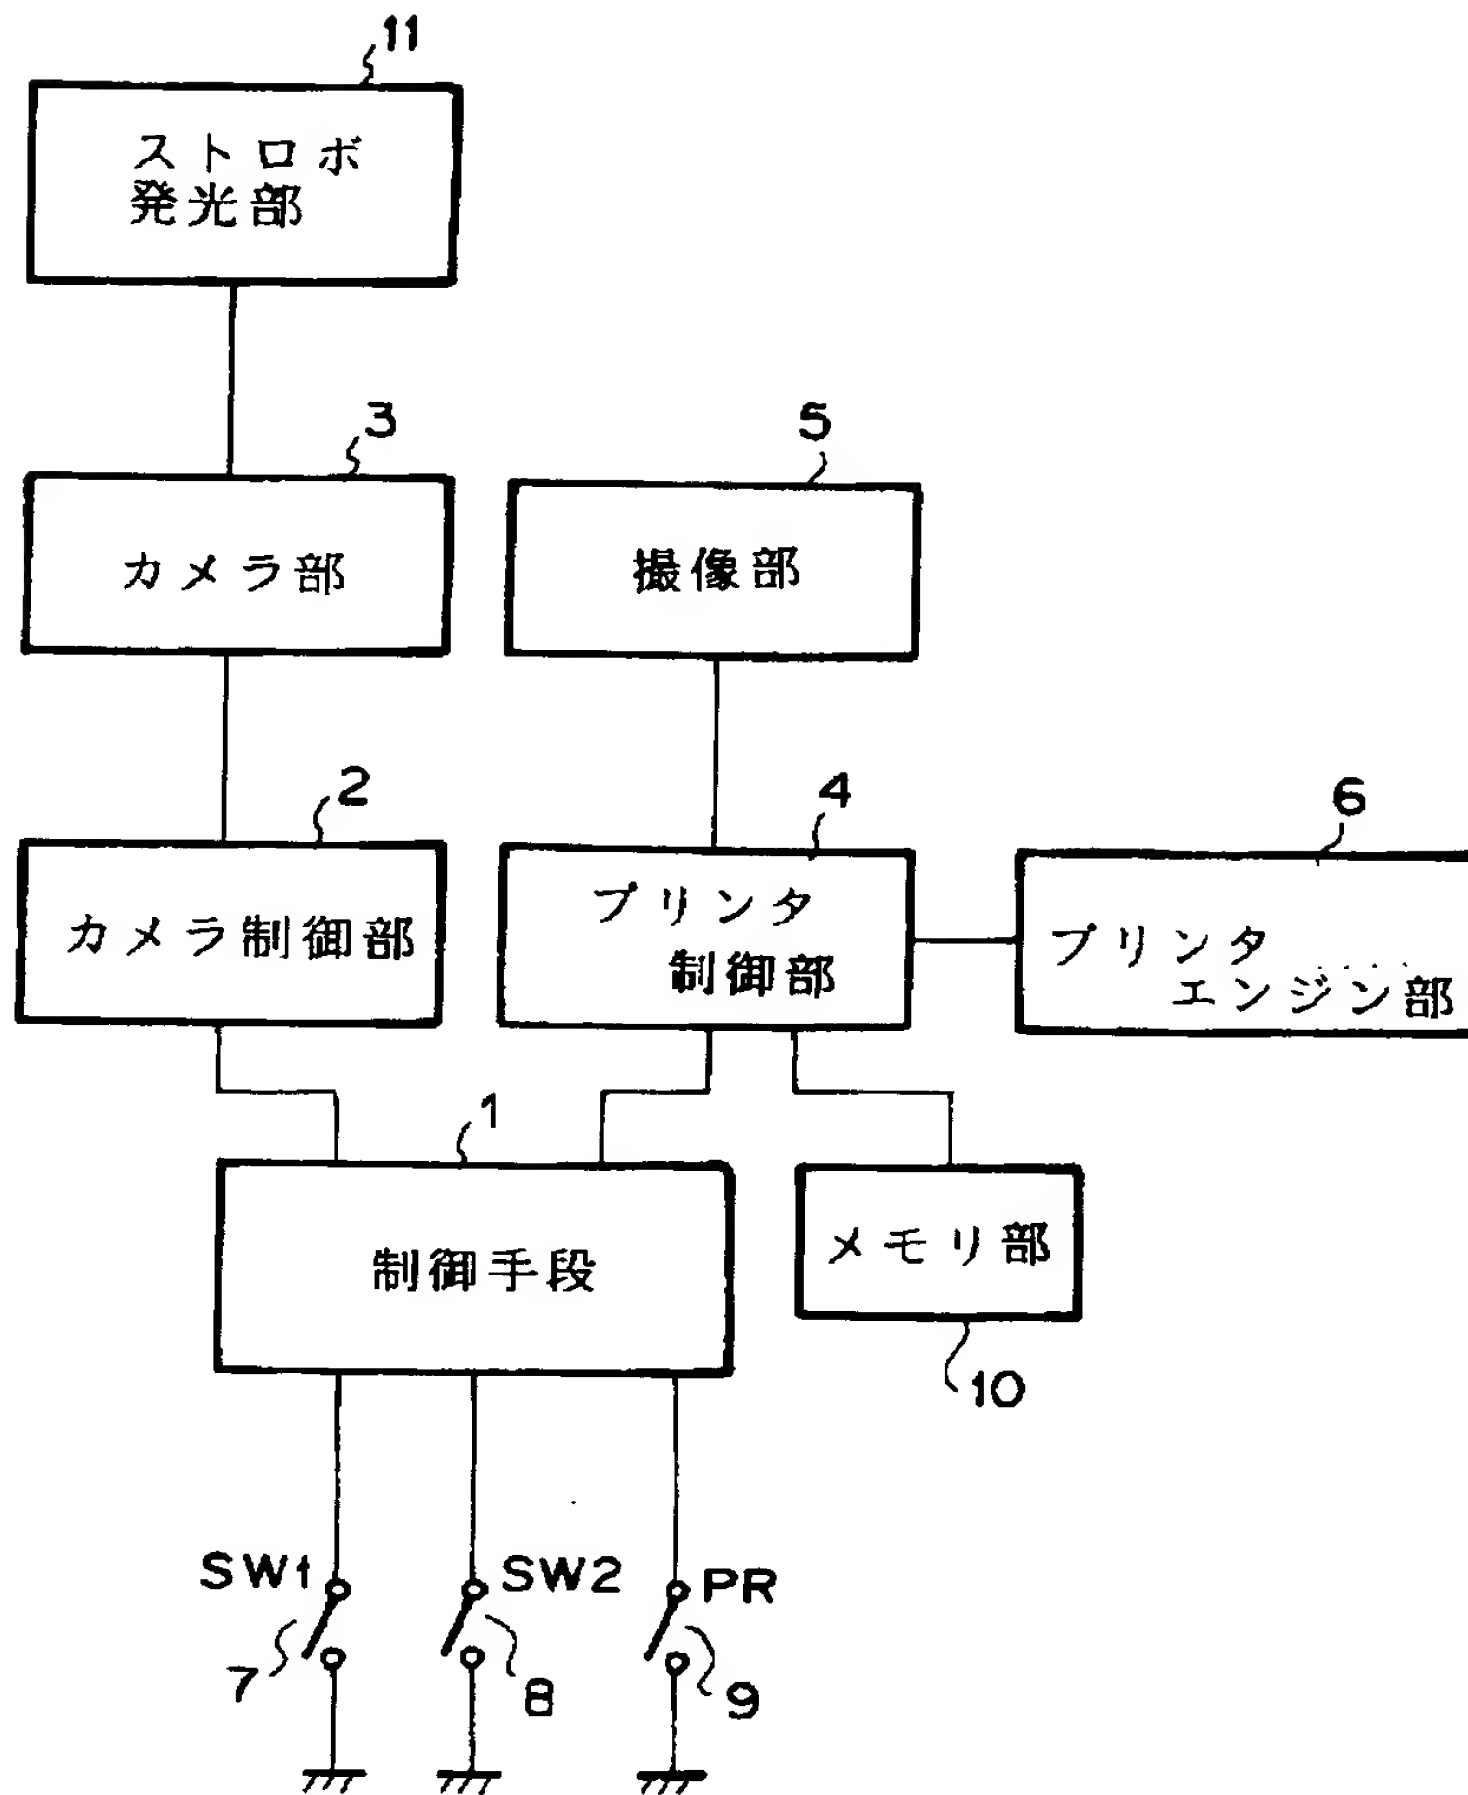 11
ストロボ
発光部
3
カメラ部
5
撮像部
2
カメラ制御部
4
プリンタ
制御部
6
プリンタ
エンジン部
1
制御手段
メモリ部
10
SW1
7
SW2
8
PR
9